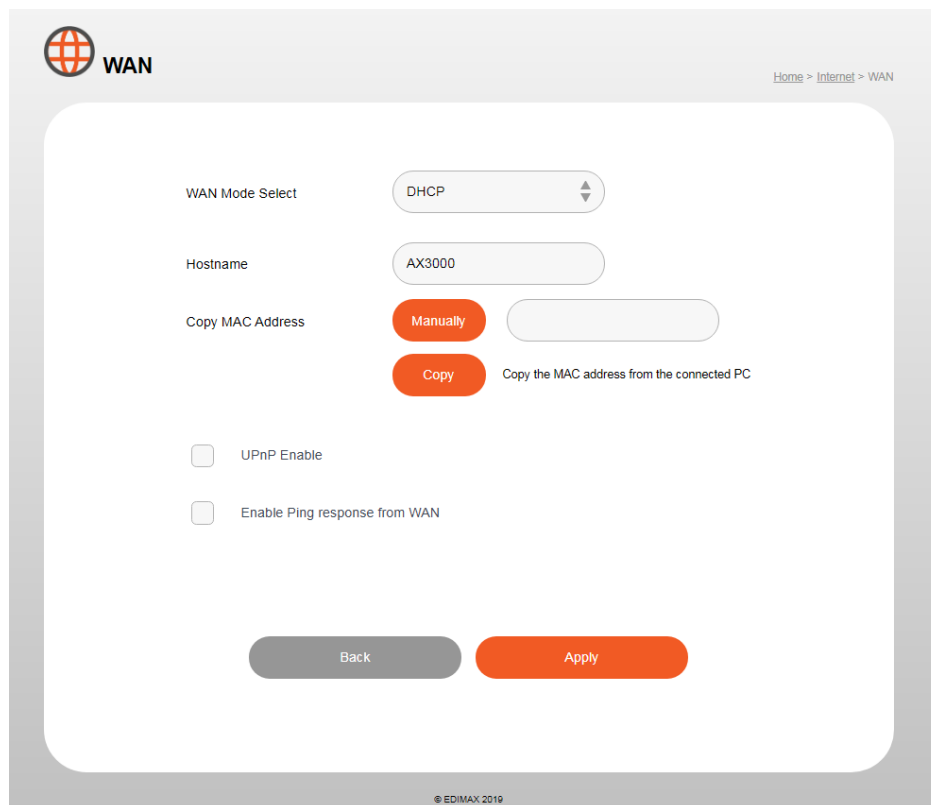 WAN
Home > Internet > WAN
WAN Mode Select
DHCP
Hostname
AX3000
Copy MAC Address
Manually
Copy
Copy the MAC address from the connected PC
UPnP Enable
Enable Ping response from WAN
Back
Apply
© EDIMAX 2019